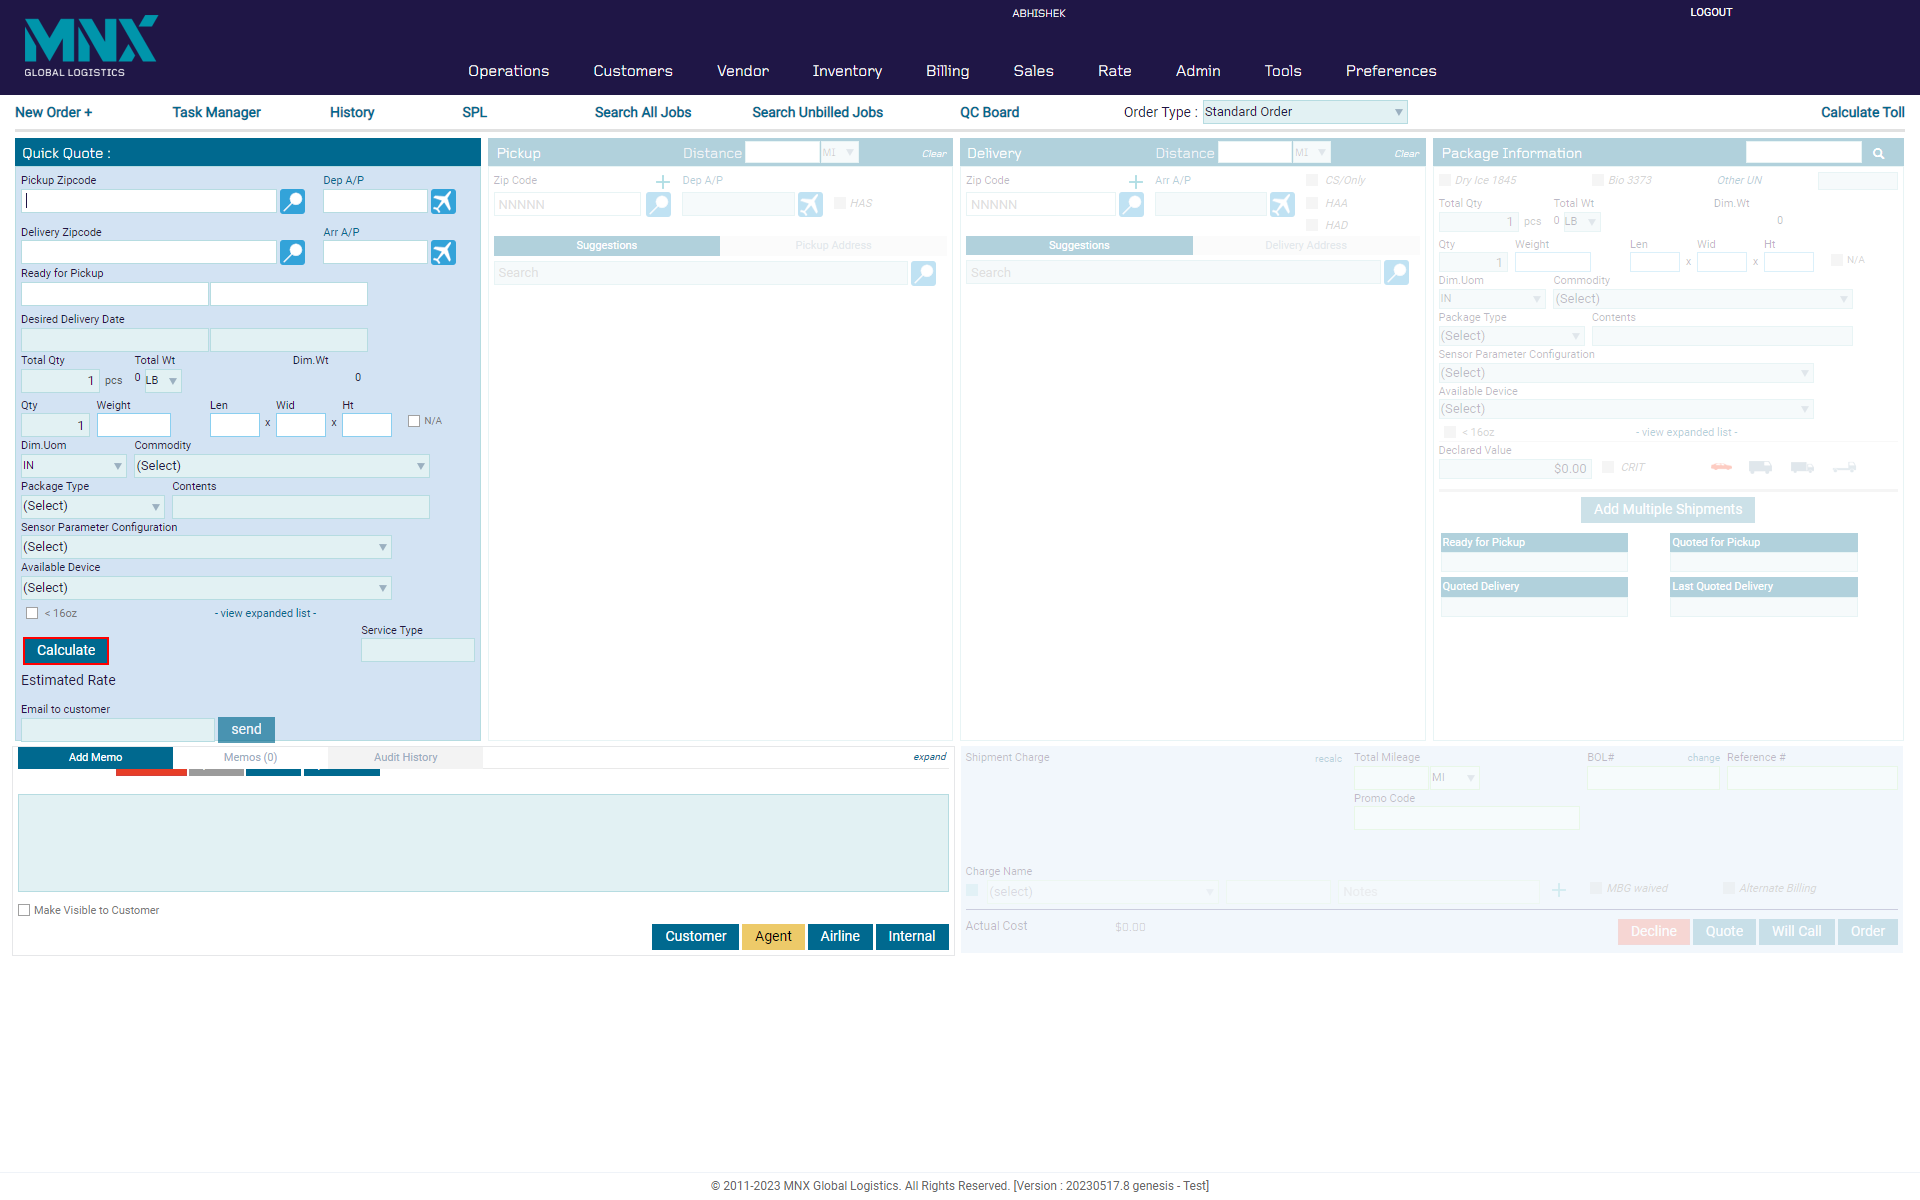 ABHISHEK
LOGOUT
MNX
GLOBAL LOGISTICS
Operations Customers Vendor Inventory Billing Sales Rate Admin Tools Preferences
New Order + Task Manager History SPL Search All Jobs Search Unbilled Jobs QC Board Order Type : Standard Order Calculate Toll
Quick Quote :
Pickup Zipcode Dep A/P
Delivery Zipcode Arr A/P
Ready for Pickup
Desired Delivery Date
Total Qty Total Wt Dim.Wt
1 pcs 0 LB 0
Qty Weight Len Wid Ht
1 x x N/A
Dim.Uom Commodity
IN (Select)
Package Type Contents
(Select)
Sensor Parameter Configuration
(Select)
Available Device
(Select)
< 16oz - view expanded list -
Service Type
Calculate
Estimated Rate
Email to customer
send
Pickup Distance MI Clear
Zip Code Dep A/P
NNNNN HAS
Suggestions Pickup Address
Search
Delivery Distance MI Clear
Zip Code Arr A/P CS/Only
NNNNN HAA
HAD
Suggestions Delivery Address
Search
Package Information
Dry Ice 1845 Bio 3373 Other UN
Total Qty Total Wt Dim.Wt
1 pcs 0 LB 0
Qty Weight Len Wid Ht
1 x x N/A
Dim.Uom Commodity
IN (Select)
Package Type Contents
(Select)
Sensor Parameter Configuration
(Select)
Available Device
(Select)
< 16oz - view expanded list -
Declared Value
$0.00 CRIT
Add Multiple Shipments
Ready for Pickup Quoted for Pickup
Quoted Delivery Last Quoted Delivery
Add Memo Memos (0) Audit History expand
Make Visible to Customer
Customer Agent Airline Internal
Shipment Charge recalc Total Mileage BOL# change Reference #
MI
Promo Code
Charge Name
(select) Notes MBG waived Alternate Billing
Actual Cost $0.00 Decline Quote Will Call Order
© 2011-2023 MNX Global Logistics. All Rights Reserved. [Version : 20230517.8 genesis - Test]